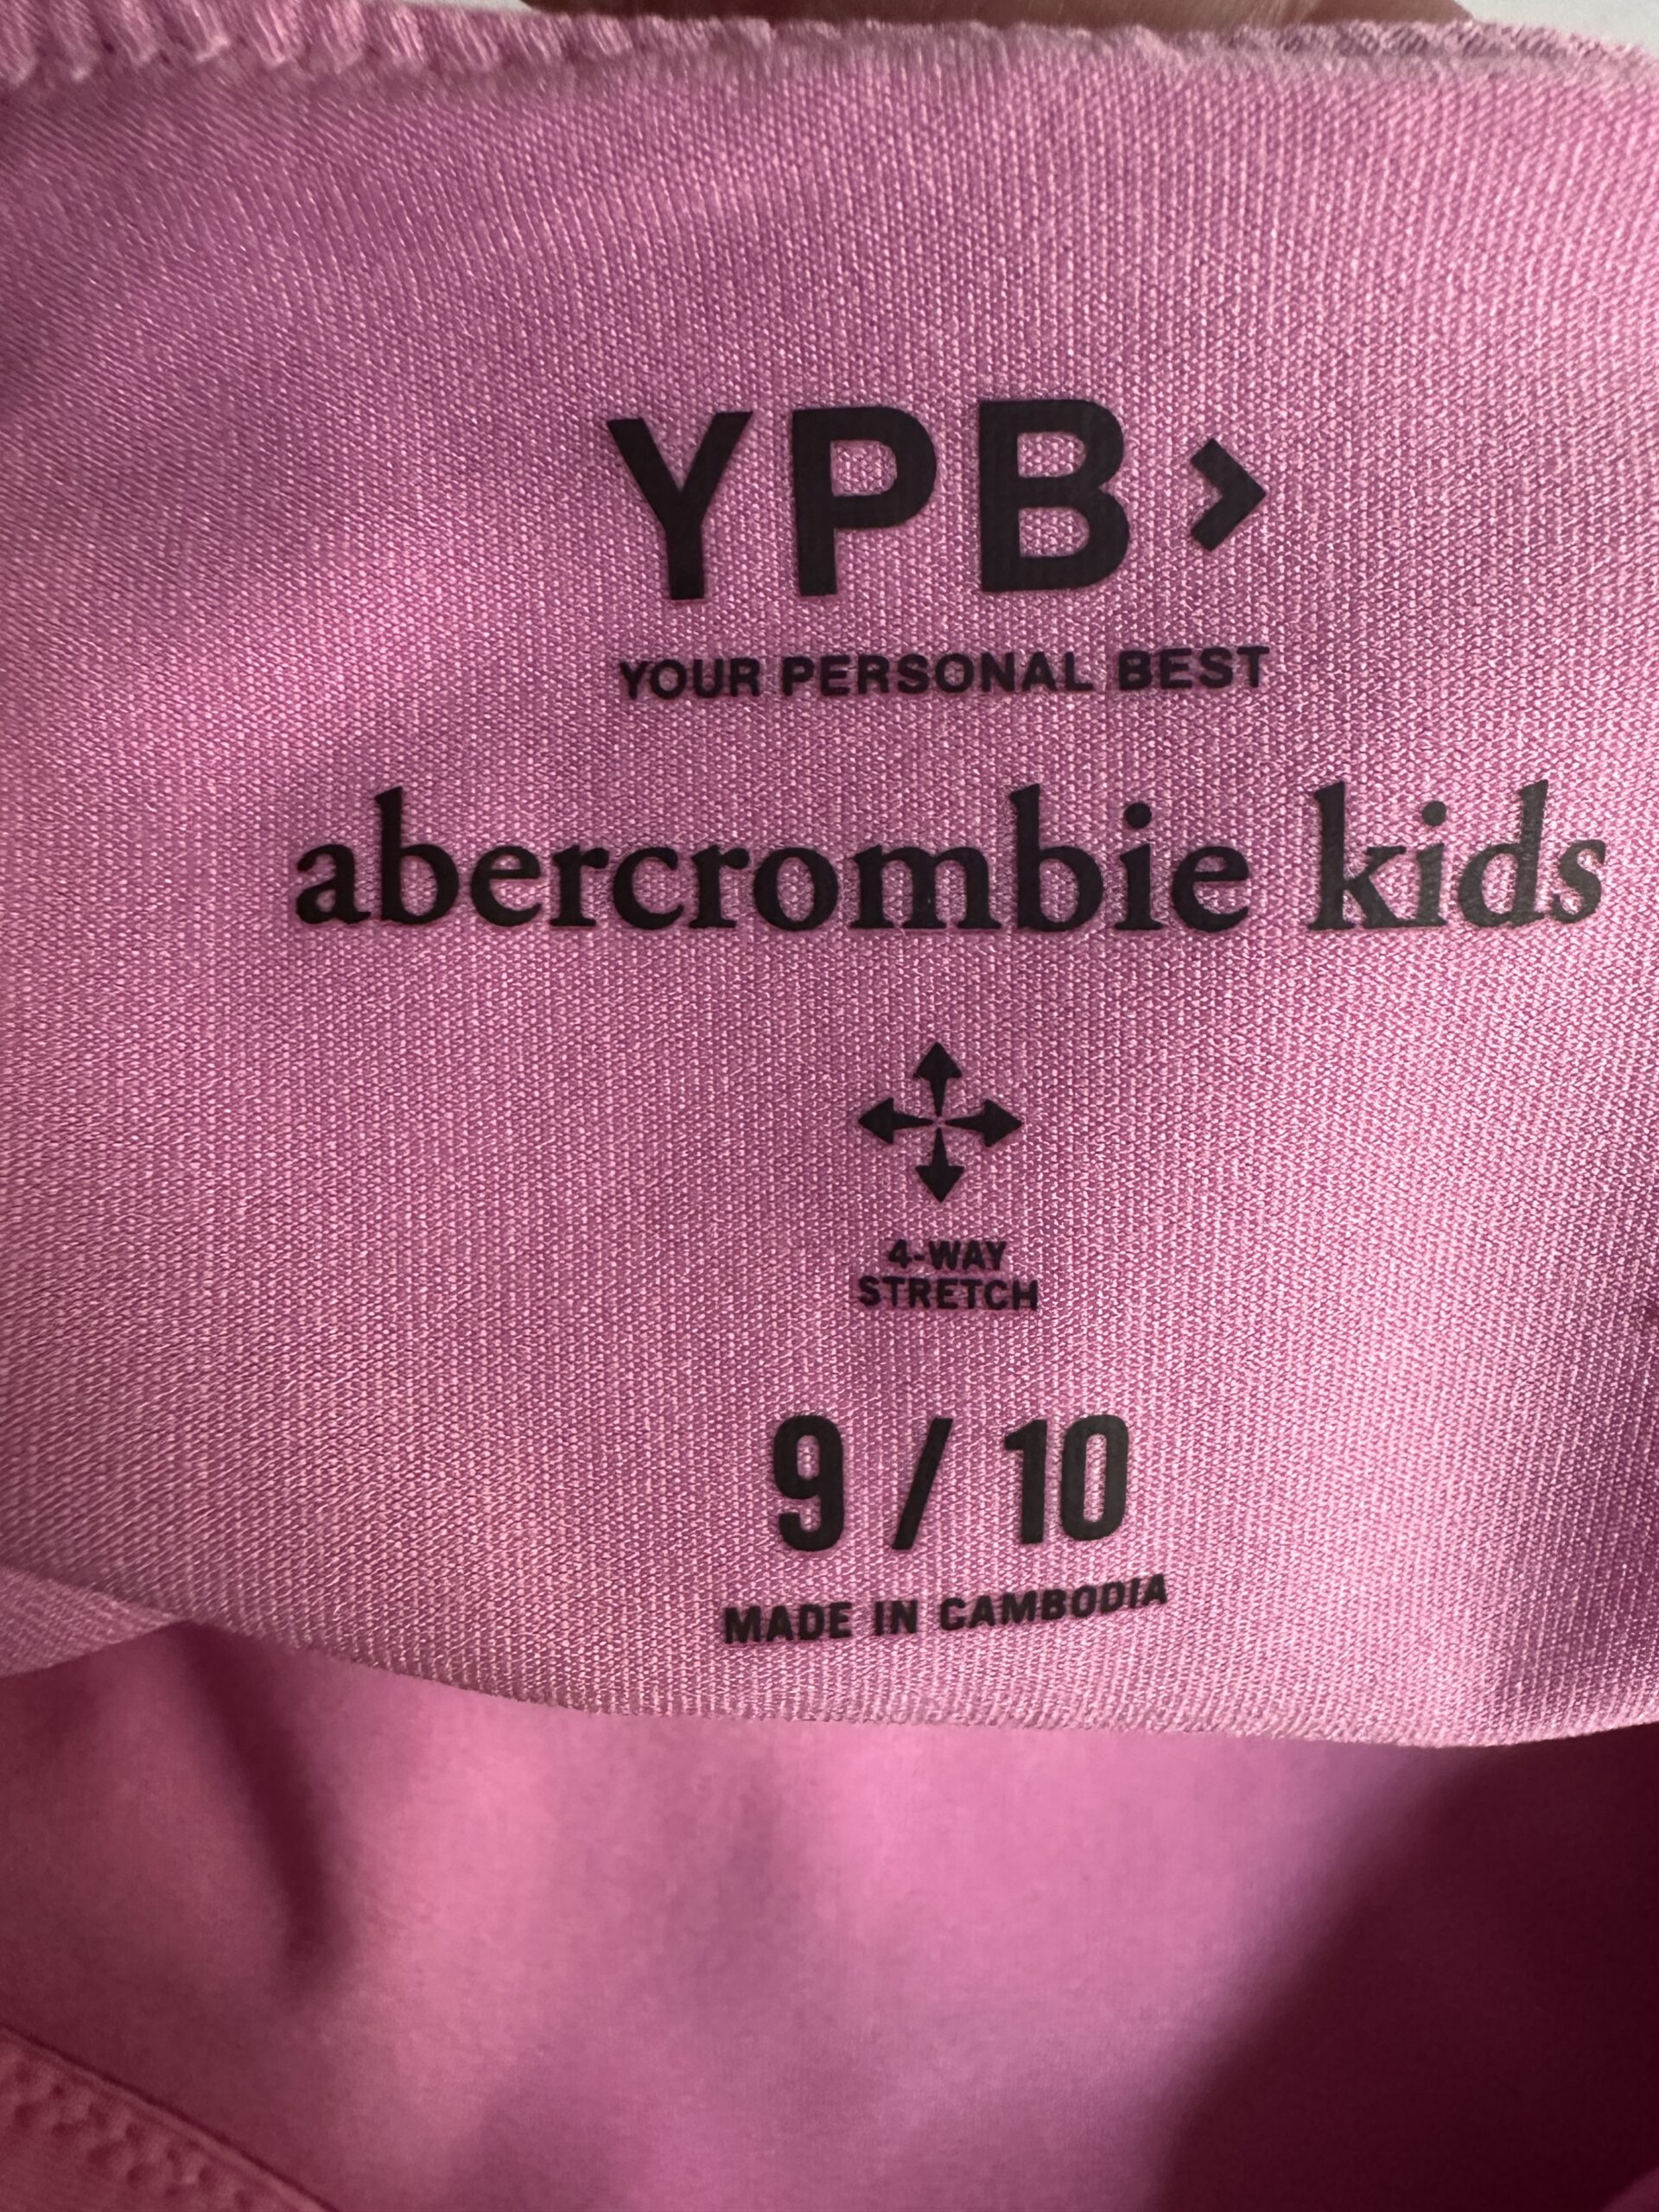 YPB>
YOUR PERSONAL BEST
abercrombie kids
4-WAY
STRETCH
9 / 10
MADE IN CAMBODIA